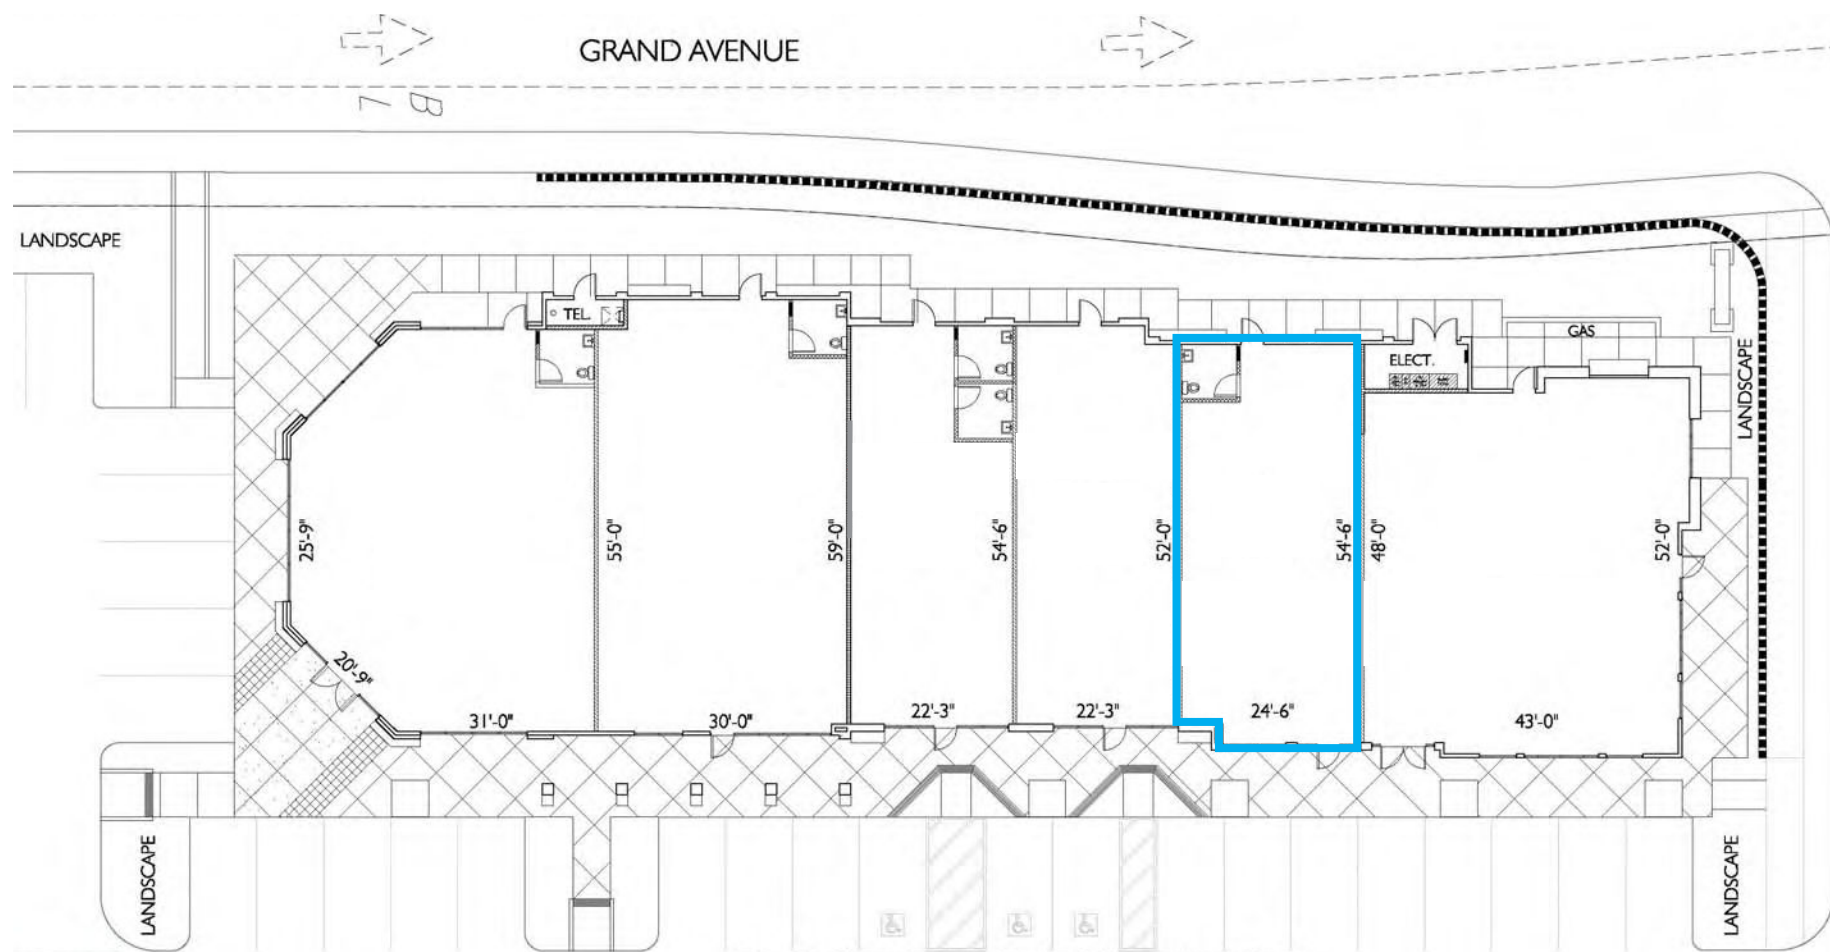 GRAND AVENUE
B
L
LANDSCAPE
TEL.
GAS
ELECT.
LANDSCAPE
25'-9"
55'-0"
59'-0"
54'-6"
52'-0"
54'-6"
48'-0"
52'-0"
20'-9"
31'-0"
30'-0"
22'-3"
22'-3"
24'-6"
43'-0"
LANDSCAPE
LANDSCAPE